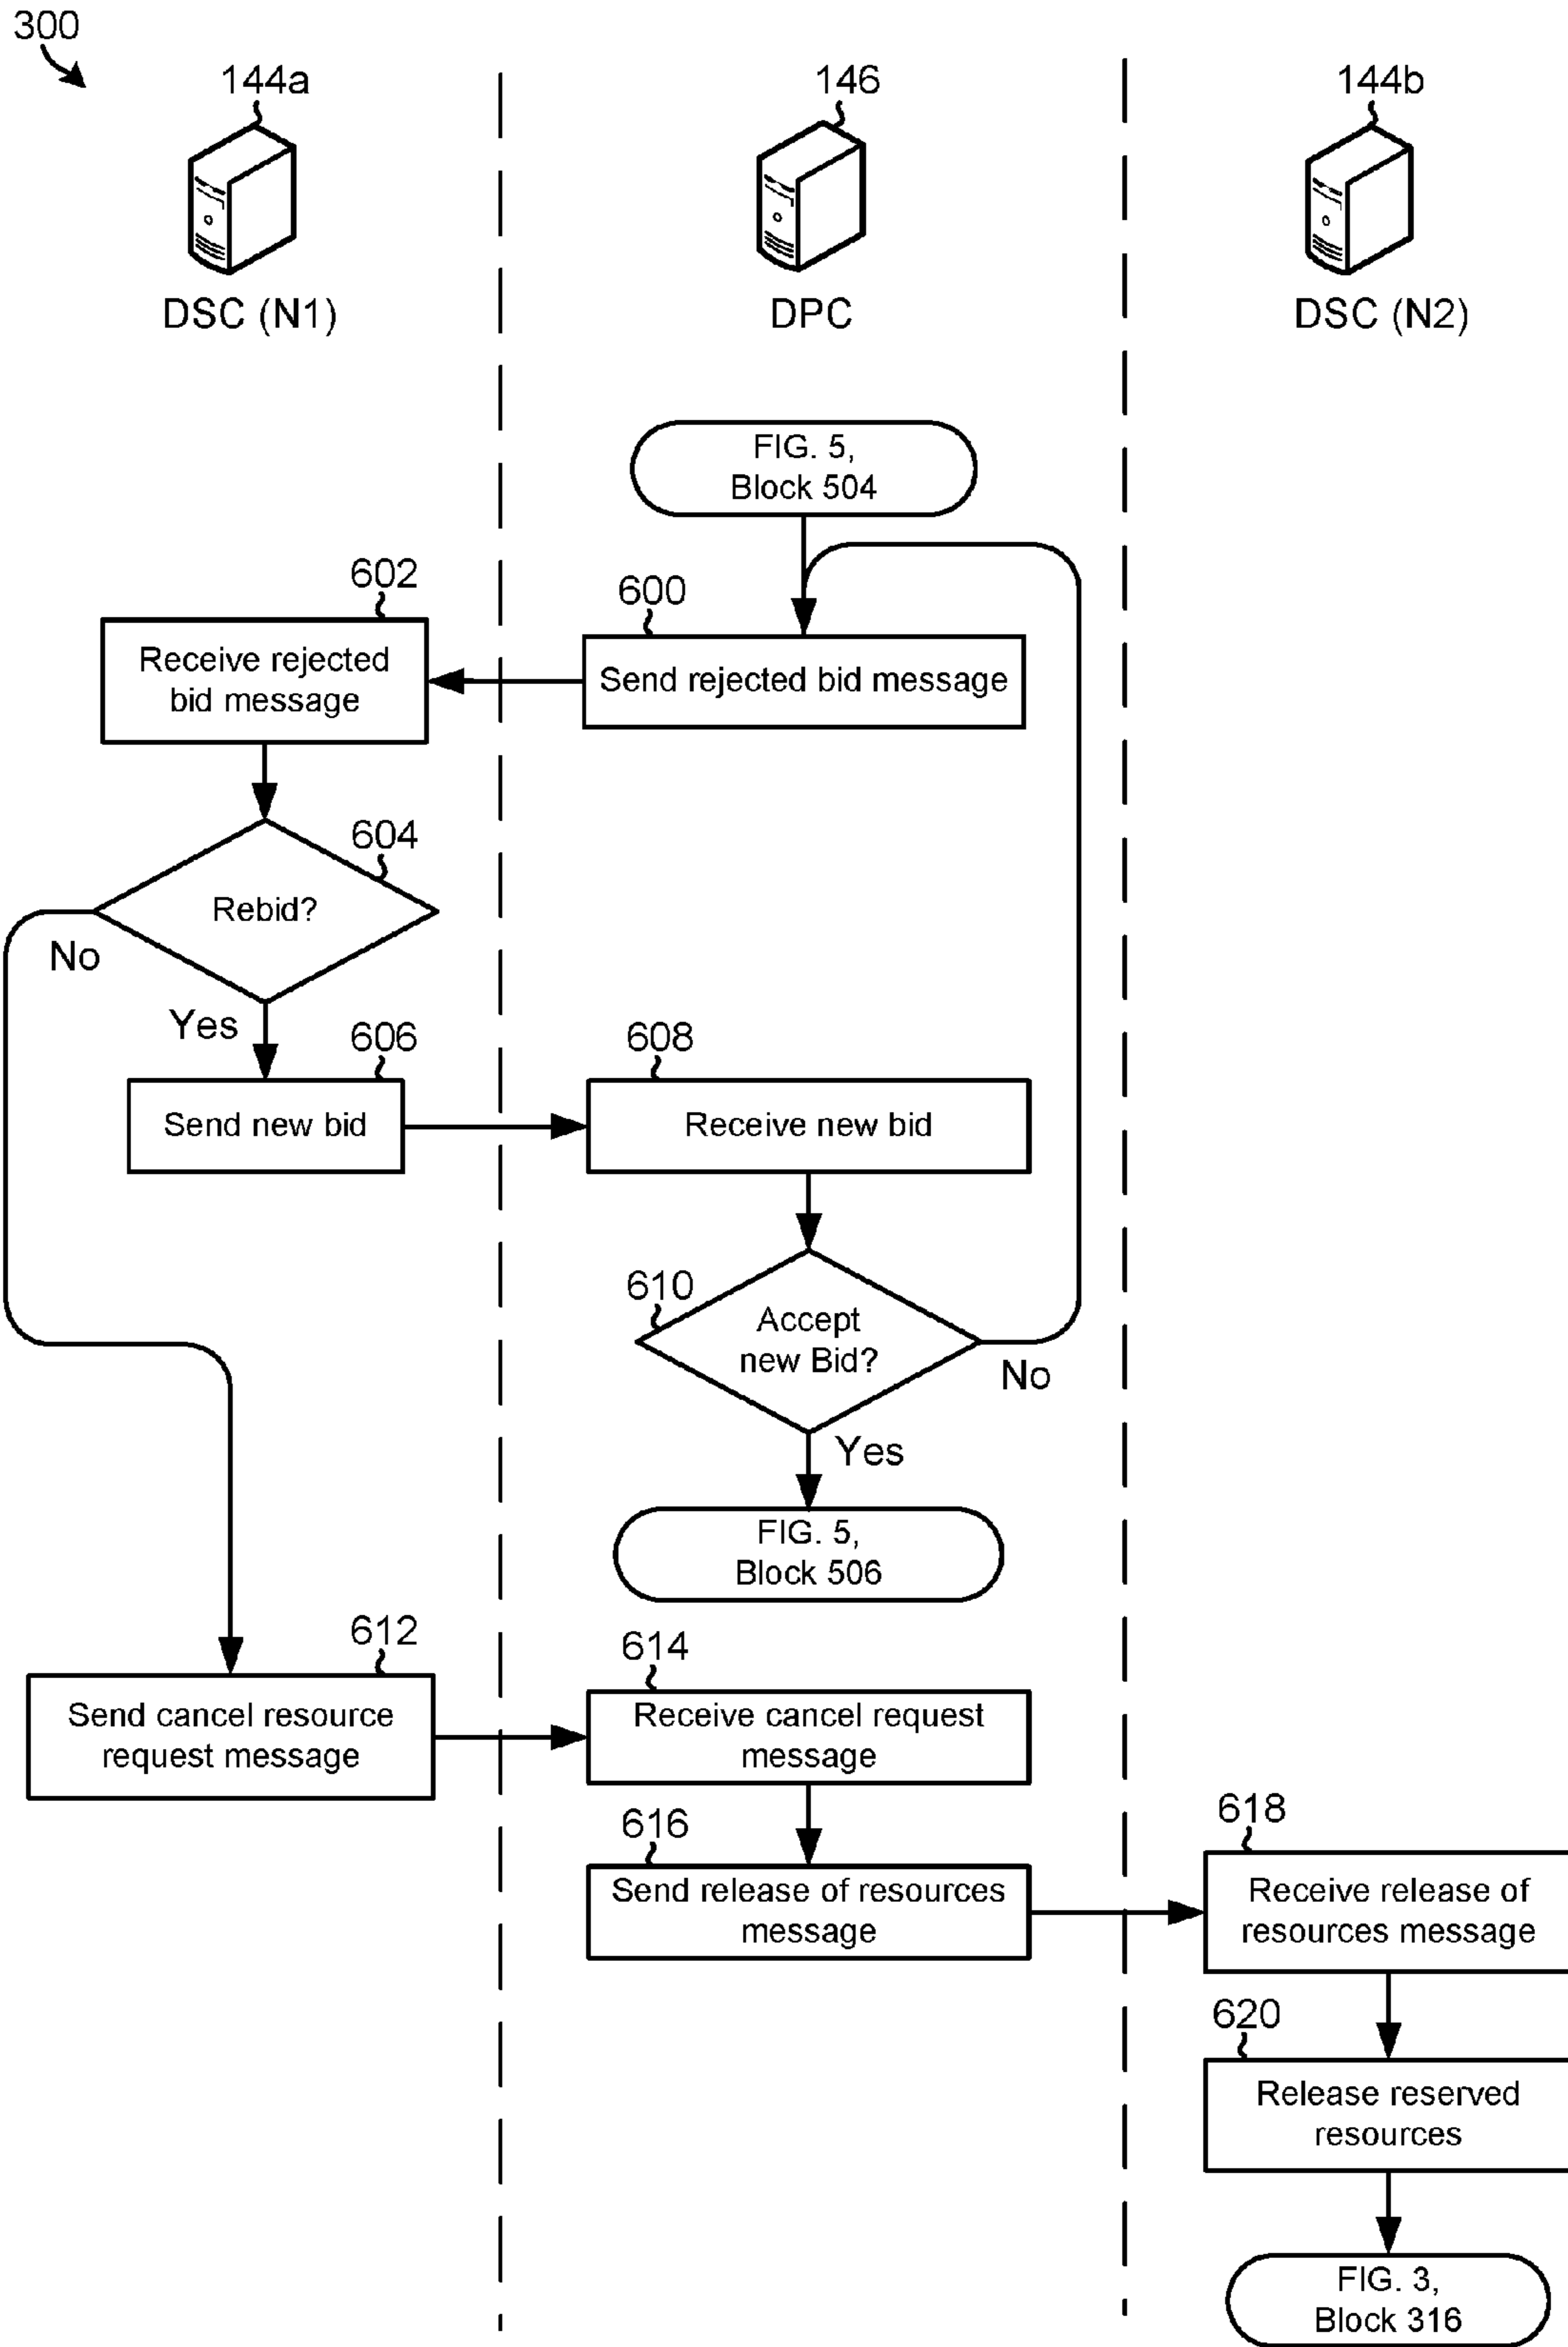 300
144a
146
144b
DSC (N1)
DPC
DSC (N2)
FIG. 5,
Block 504
602
600
Receive rejected
bid message
Send rejected bid message
604
Rebid?
No
Yes
606
608
Send new bid
Receive new bid
610
Accept
new Bid?
No
Yes
FIG. 5,
Block 506
612
614
Send cancel resource
request message
Receive cancel request
message
616
618
Send release of resources
message
Receive release of
resources message
620
Release reserved
resources
FIG. 3,
Block 316